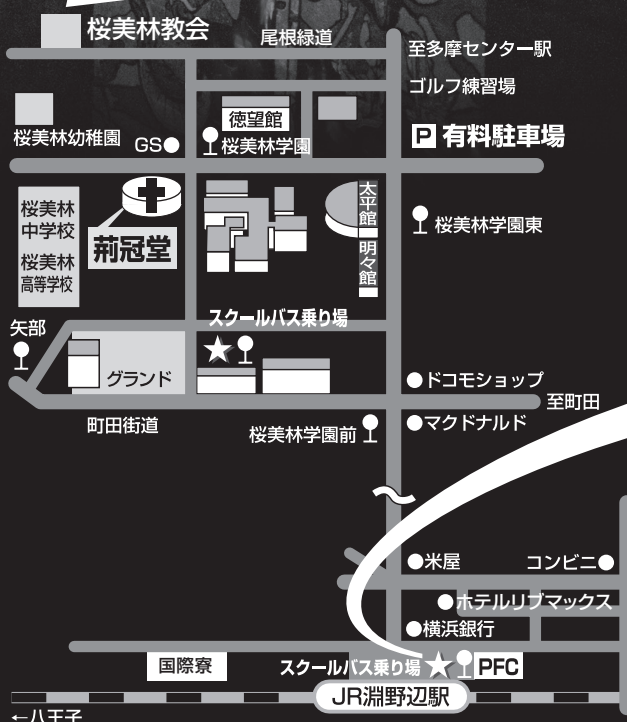 桜美林教会
尾根緑道
至多摩センター駅
ゴルフ練習場
徳望館
桜美林幼稚園
GS●
桜美林学園
P 有料駐車場
太平館
桜美林
中学校
桜美林
高等学校
荊冠堂
桜美林学園東
明々館
スクールバス乗り場
矢部
グランド
●ドコモショップ
至町田
町田街道
桜美林学園前
●マクドナルド
●米屋
コンビニ●
●ホテルリブマックス
●横浜銀行
国際寮
スクールバス乗り場
PFC
JR淵野辺駅
←八王子